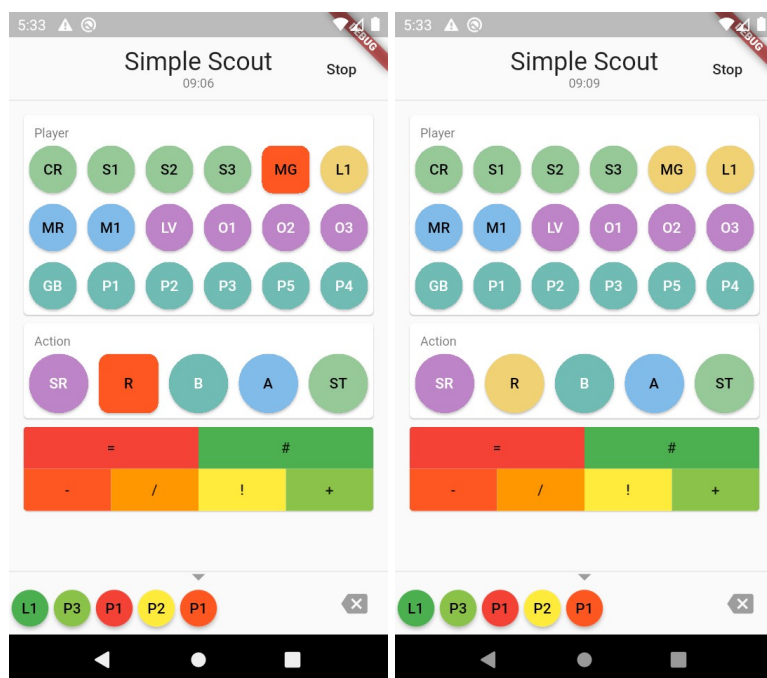 5:33
DEBUG
Simple Scout
Stop
09:06
Player
CR S1 S2 S3 MG L1
MR M1 LV O1 O2 O3
GB P1 P2 P3 P5 P4
Action
SR R B A ST
= #
- / ! +
L1 P3 P1 P2 P1
5:33
DEBUG
Simple Scout
Stop
09:09
Player
CR S1 S2 S3 MG L1
MR M1 LV O1 O2 O3
GB P1 P2 P3 P5 P4
Action
SR R B A ST
= #
- / ! +
L1 P3 P1 P2 P1